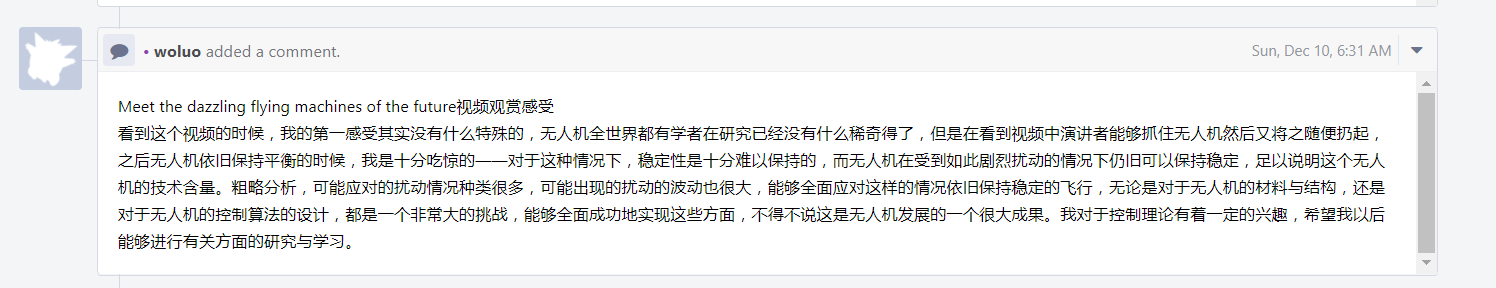 • woluo added a comment.
Sun, Dec 10, 6:31 AM
Meet the dazzling flying machines of the future视频观赏感受
看到这个视频的时候，我的第一感受其实没有什么特殊的，无人机全世界都有学者在研究已经没有什么稀奇得了，但是在看到视频中演讲者能够抓住无人机然后又将之随便扔起，
之后无人机依旧保持平衡的时候，我是十分吃惊的——对于这种情况下，稳定性是十分难以保持的，而无人机在受到如此剧烈扰动的情况下仍旧可以保持稳定，足以说明这个无人
机的技术含量。粗略分析，可能应对的扰动情况种类很多，可能出现的扰动的波动也很大，能够全面应对这样的情况依旧保持稳定的飞行，无论是对于无人机的材料与结构，还是
对于无人机的控制算法的设计，都是一个非常大的挑战，能够全面成功地实现这些方面，不得不说这是无人机发展的一个很大成果。我对于控制理论有着一定的兴趣，希望我以后
能够进行有关方面的研究与学习。